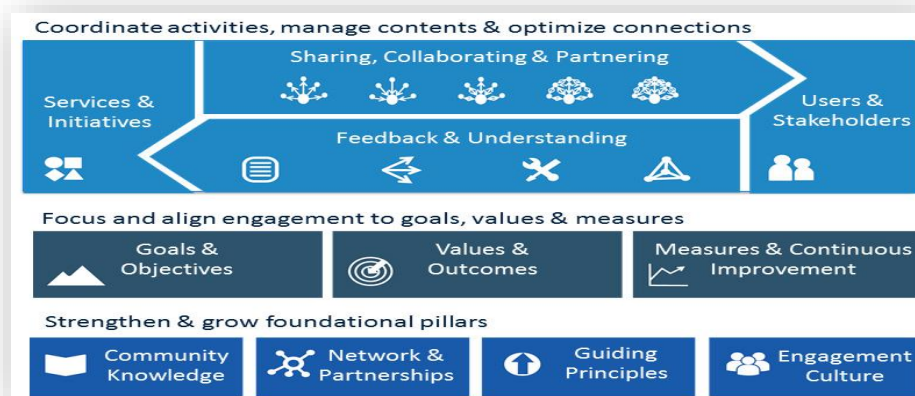 Coordinate activities, manage contents & optimize connections
Sharing, Collaborating & Partnering
Services &
Initiatives
Users &
Stakeholders
Feedback & Understanding
Focus and align engagement to goals, values & measures
Goals &
Objectives
Values &
Outcomes
Measures & Continuous
Improvement
Strengthen & grow foundational pillars
Community
Knowledge
Network &
Partnerships
Guiding
Principles
Engagement
Culture